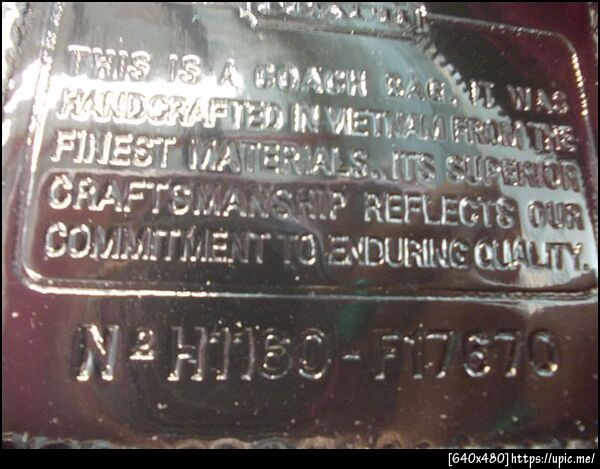 THIS IS A COACH BAG. IT WAS
HANDCRAFTED IN VIETNAM FROM THE
FINEST MATERIALS. ITS SUPERIOR
CRAFTSMANSHIP REFLECTS OUR
COMMITMENT TO ENDURING QUALITY.
Nº H1160-F17670
[640x480]https://upic.me/